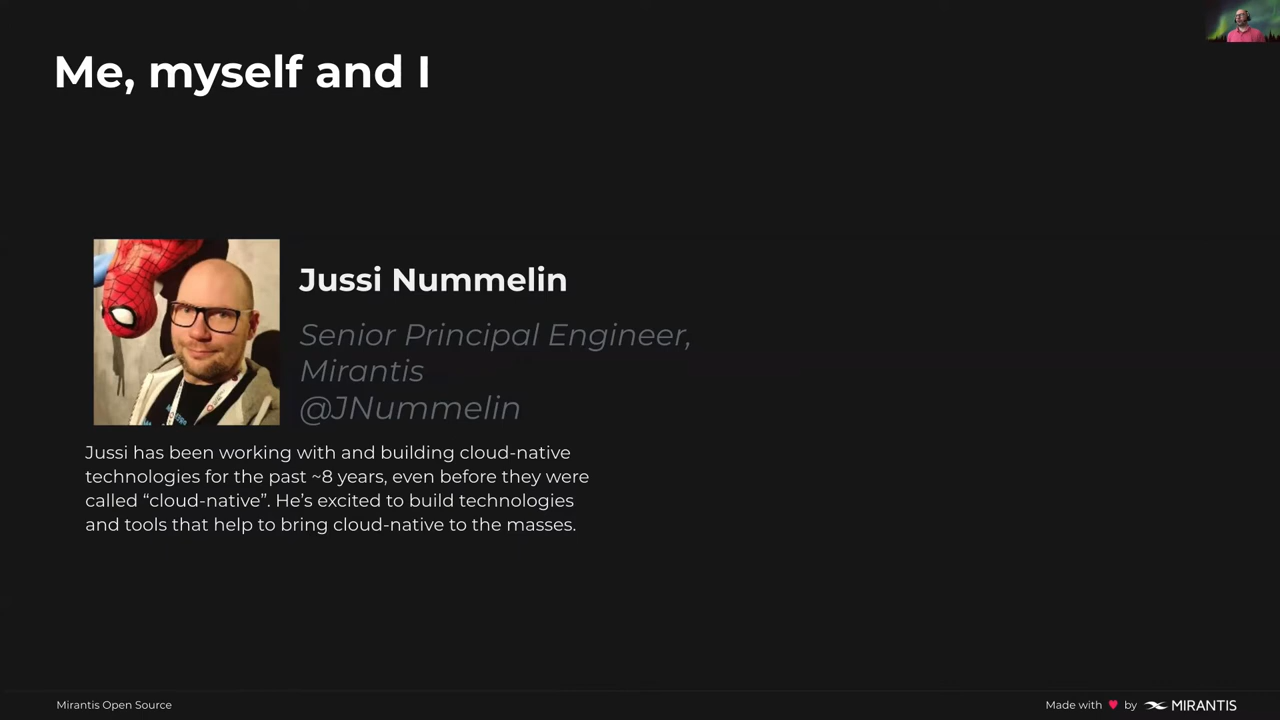 Me, myself and I
Jussi Nummelin
Senior Principal Engineer,
Mirantis
@JNummelin
Jussi has been working with and building cloud-native
technologies for the past ~8 years, even before they were
called “cloud-native”. He’s excited to build technologies
and tools that help to bring cloud-native to the masses.
Mirantis Open Source
Made with ♥ by MIRANTIS